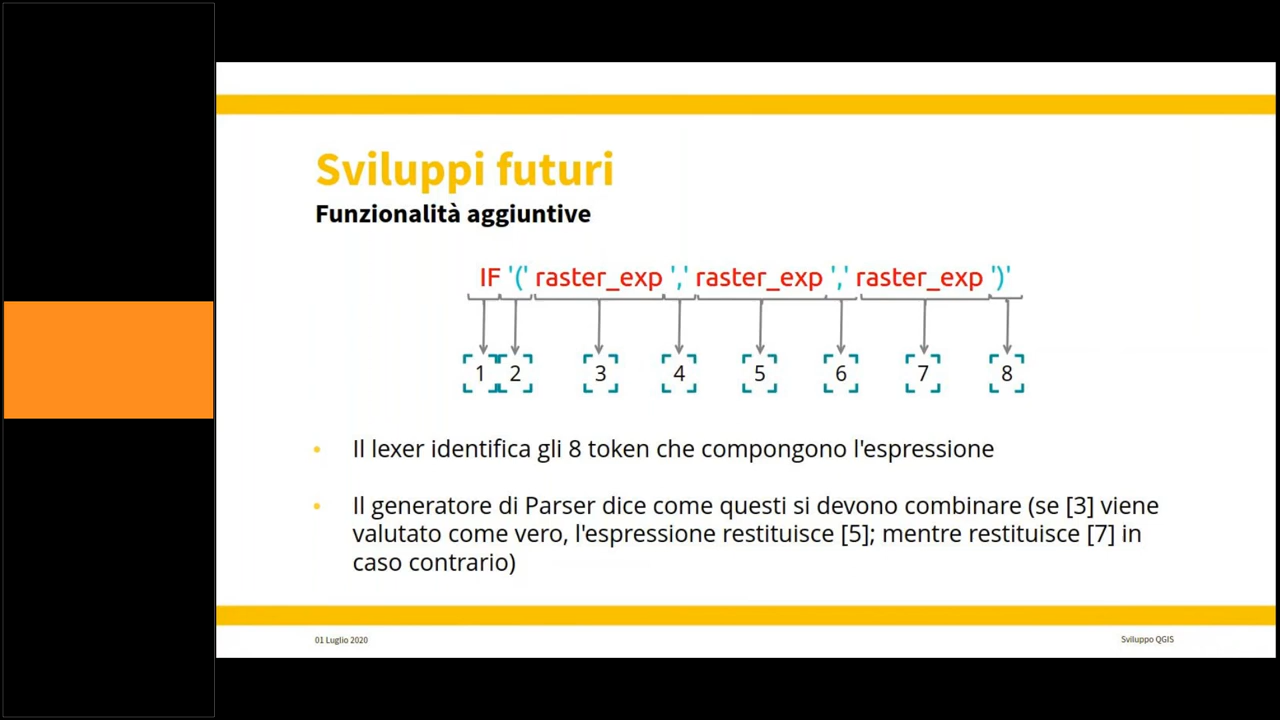 Sviluppi futuri
Funzionalità aggiuntive
IF '(' raster_exp ',' raster_exp ',' raster_exp ')'
1 2 3 4 5 6 7 8
• Il lexer identifica gli 8 token che compongono l'espressione
• Il generatore di Parser dice come questi si devono combinare (se [3] viene
valutato come vero, l'espressione restituisce [5]; mentre restituisce [7] in
caso contrario)
01 Luglio 2020
Sviluppo QGIS